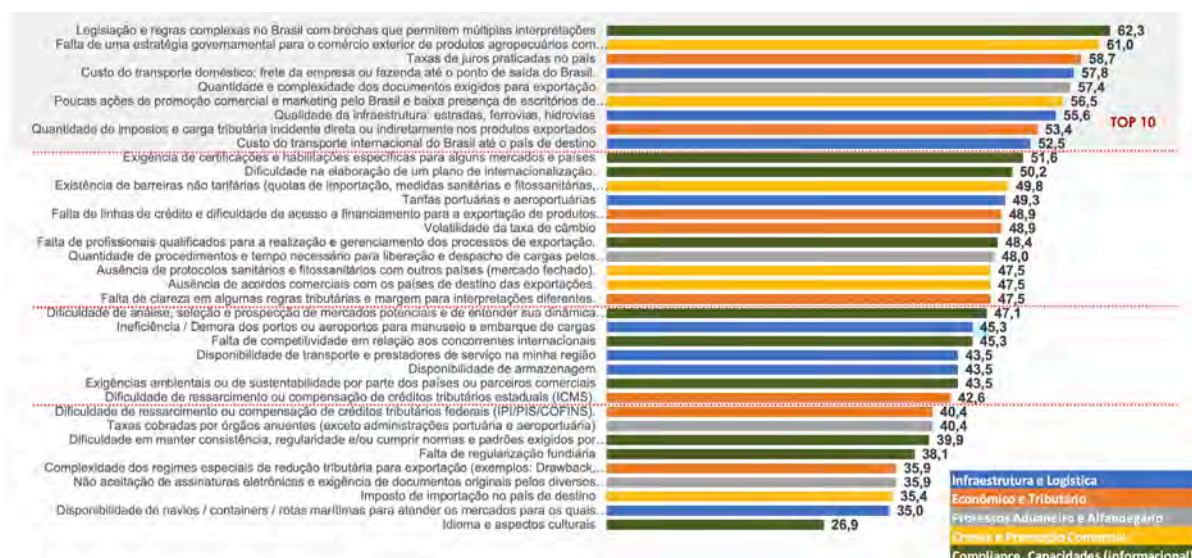 Legislação e regras complexas no Brasil com brechas que permitem múltiplas interpretações 62,3
Falta de uma estratégia governamental para o comércio exterior de produtos agropecuários com... 61,0
Taxas de juros praticadas no país 58,7
Custo do transporte doméstico: frete da empresa ou fazenda até o ponto de saída do Brasil. 57,8
Quantidade e complexidade dos documentos exigidos para exportação 57,4
Poucas ações de promoção comercial e marketing pelo Brasil e baixa presença de escritórios de... 56,5
Qualidade da infraestrutura: estradas, ferrovias, hidrovias 55,6
TOP 10
Quantidade de impostos e carga tributária incidente direta ou indiretamente nos produtos exportados 53,4
Custo do transporte internacional do Brasil até o país de destino 52,5
Exigência de certificações e habilitações específicas para alguns mercados e países 51,6
Dificuldade na elaboração de um plano de internacionalização. 50,2
Existência de barreiras não tarifárias (quotas de importação, medidas sanitárias e fitossanitárias,... 49,8
Tarifas portuárias e aeroportuárias 49,3
Falta de linhas de crédito e dificuldade de acesso a financiamento para a exportação de produtos... 48,9
Volatilidade da taxa de câmbio 48,9
Falta de profissionais qualificados para a realização e gerenciamento dos processos de exportação. 48,4
Quantidade de procedimentos e tempo necessário para liberação e despacho de cargas pelos... 48,0
Ausência de protocolos sanitários e fitossanitários com outros países (mercado fechado). 47,5
Ausência de acordos comerciais com os países de destino das exportações. 47,5
Falta de clareza em algumas regras tributárias e margem para interpretações diferentes. 47,5
Dificuldade de análise, seleção e prospecção de mercados potenciais e de entender sua dinâmica... 47,1
Ineficiência / Demora dos portos ou aeroportos para manuseio e embarque de cargas 45,3
Falta de competitividade em relação aos concorrentes internacionais 45,3
Disponibilidade de transporte e prestadores de serviço na minha região 43,5
Disponibilidade de armazenagem 43,5
Exigências ambientais ou de sustentabilidade por parte dos países ou parceiros comerciais 43,5
Dificuldade de ressarcimento ou compensação de créditos tributários estaduais (ICMS). 42,6
Dificuldade de ressarcimento ou compensação de créditos tributários federais (IPI/PIS/COFINS). 40,4
Taxas cobradas por órgãos anuentes (exceto administrações portuária e aeroportuária) 40,4
Dificuldade em manter consistência, regularidade e/ou cumprir normas e padrões exigidos por... 39,9
Falta de regularização fundiária 38,1
Complexidade dos regimes especiais de redução tributária para exportação (exemplos: Drawback,... 35,9
Não aceitação de assinaturas eletrônicas e exigência de documentos originais pelos diversos... 35,9
Imposto de importação no país de destino 35,4
Disponibilidade de navios / containers / rotas marítimas para atender os mercados para os quais... 35,0
Idioma e aspectos culturais 26,9
Infraestrutura e Logística
Econômico e Tributário
Processos Aduaneiro e Alfandegário
e Promoção Comercial
Compliance, Capacidades (informacional